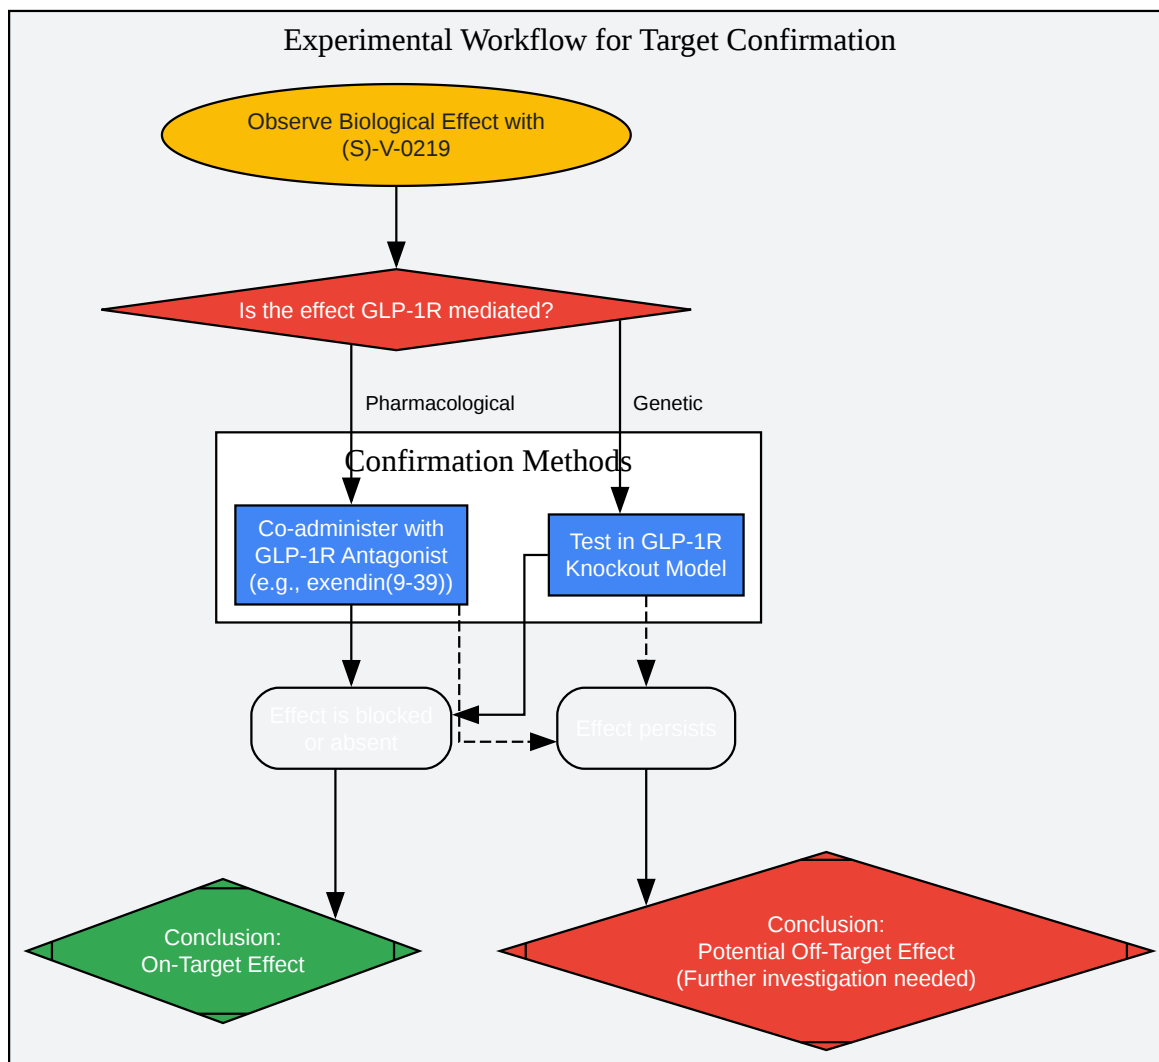 Experimental Workflow for Target Confirmation
Observe Biological Effect with
(S)-V-0219
Is the effect GLP-1R mediated?
Pharmacological
Genetic
Confirmation Methods
Co-administer with
GLP-1R Antagonist
(e.g., exendin(9-39))
Test in GLP-1R
Knockout Model
Effect is blocked
or absent
Effect persists
Conclusion:
On-Target Effect
Conclusion:
Potential Off-Target Effect
(Further investigation needed)